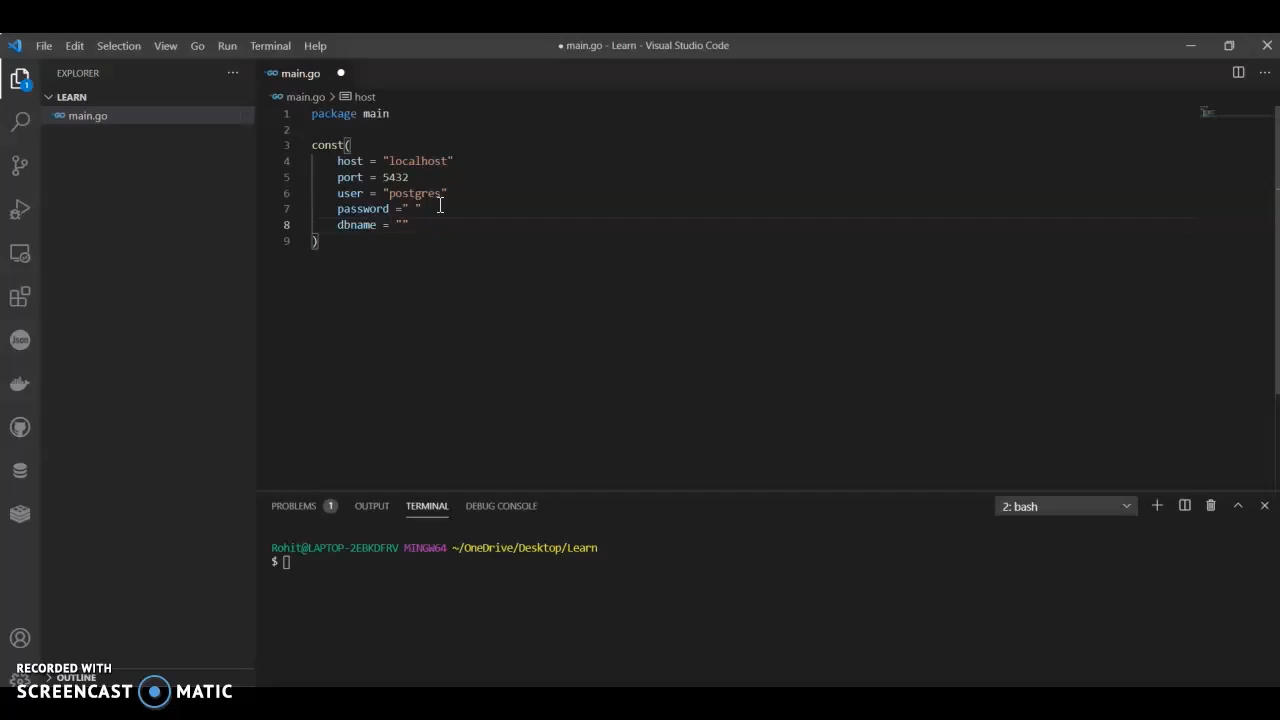 File Edit Selection View Go Run Terminal Help
● main.go - Learn - Visual Studio Code
EXPLORER
LEARN
main.go
main.go
main.go > host
1 package main
2
3 const(
4 host = "localhost"
5 port = 5432
6 user = "postgres"
7 password =" "
8 dbname = ""
9 )
PROBLEMS 1 OUTPUT TERMINAL DEBUG CONSOLE
2: bash
Rohit@LAPTOP-2EBKDFRV MINGW64 ~/OneDrive/Desktop/Learn
$
1
Json
OUTLINE
RECORDED WITH
SCREENCAST MATIC